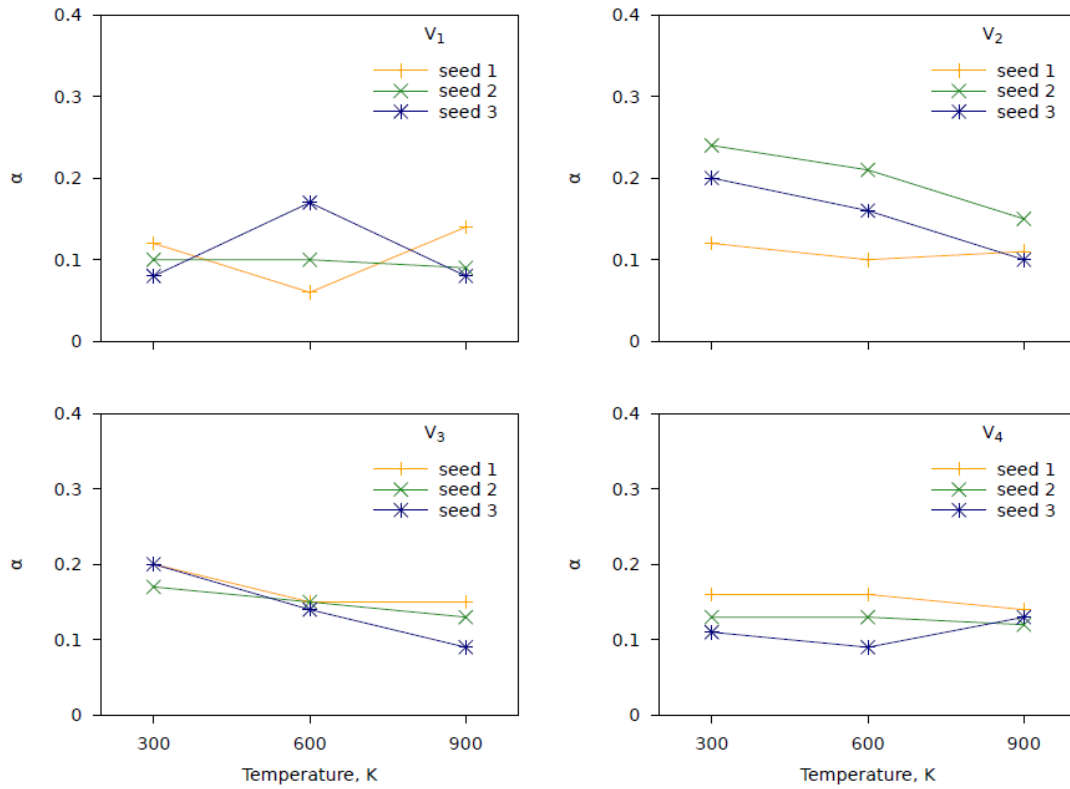 0.4
0.3
0.2
0.1
0
α
V1
seed 1
seed 2
seed 3
0.4
0.3
0.2
0.1
0
α
V2
seed 1
seed 2
seed 3
0.4
0.3
0.2
0.1
0
α
V3
seed 1
seed 2
seed 3
300 600 900
Temperature, K
0.4
0.3
0.2
0.1
0
α
V4
seed 1
seed 2
seed 3
300 600 900
Temperature, K